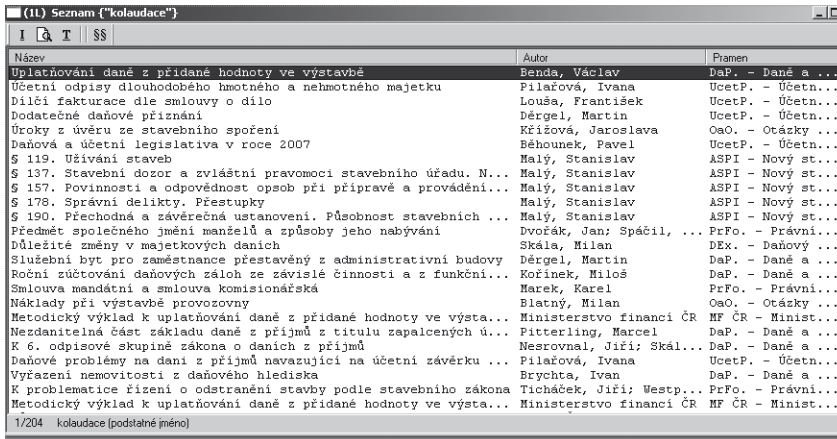 (1L) Seznam {"kolaudace"}
I T §§
Název Autor Pramen
Uplatňování daně z přidané hodnoty ve výstavbě Benda, Václav DaP. - Daně a ...
Účetní odpisy dlouhodobého hmotného a nehmotného majetku Pilařová, Ivana UcetP. - Účetn...
Dílčí fakturace dle smlouvy o dílo Louša, František UcetP. - Účetn...
Dodatečné daňové přiznání Děrgel, Martin UcetP. - Účetn...
Úroky z úvěru ze stavebního spoření Křížová, Jaroslava OaO. - Otázky ...
Daňová a účetní legislativa v roce 2007 Běhounek, Pavel UcetP. - Účetn...
§ 119. Užívání staveb Malý, Stanislav ASPI - Nový st...
§ 137. Stavební dozor a zvláštní pravomoci stavebního úřadu. N... Malý, Stanislav ASPI - Nový st...
§ 157. Povinnosti a odpovědnost opsob při přípravě a provádění... Malý, Stanislav ASPI - Nový st...
§ 178. Správní delikty. Přestupky Malý, Stanislav ASPI - Nový st...
§ 190. Přechodná a závěrečná ustanovení. Působnost stavebních ... Malý, Stanislav ASPI - Nový st...
Předmět společného jmění manželů a způsoby jeho nabývání Dvořák, Jan; Spáčil, ... PrFo. - Právní...
Důležité změny v majetkových daních Skála, Milan DEx. - Daňový ...
Služební byt pro zaměstnance přestavěný z administrativní budovy Děrgel, Martin DaP. - Daně a ...
Roční zúčtování daňových záloh ze závislé činnosti a z funkční... Kořínek, Miloš DaP. - Daně a ...
Smlouva mandátní a smlouva komisionářská Marek, Karel PrFo. - Právní...
Náklady při výstavbě provozovny Blatný, Milan OaO. - Otázky ...
Metodický výklad k uplatňování daně z přidané hodnoty ve výsta... Ministerstvo financí ČR MF ČR - Minist...
Nezdanitelná část základu daně z příjmů z titulu zapalcených ú... Pitterling, Marcel DaP. - Daně a ...
K 6. odpisové skupině zákona o daních z příjmů Nesrovnal, Jiří; Skál... DaP. - Daně a ...
Daňové problémy na dani z příjmů navazující na účetní závěrku ... Pilařová, Ivana UcetP. - Účetn...
Vyřazení nemovitosti z daňového hlediska Brychta, Ivan DaP. - Daně a ...
K problematice řízení o odstranění stavby podle stavebního zákona Ticháček, Jiří; Westp... PrFo. - Právní...
Metodický výklad k uplatňování daně z přidané hodnoty ve výsta... Ministerstvo financí ČR MF ČR - Minist...
1/204 kolaudace (podstatné jméno)